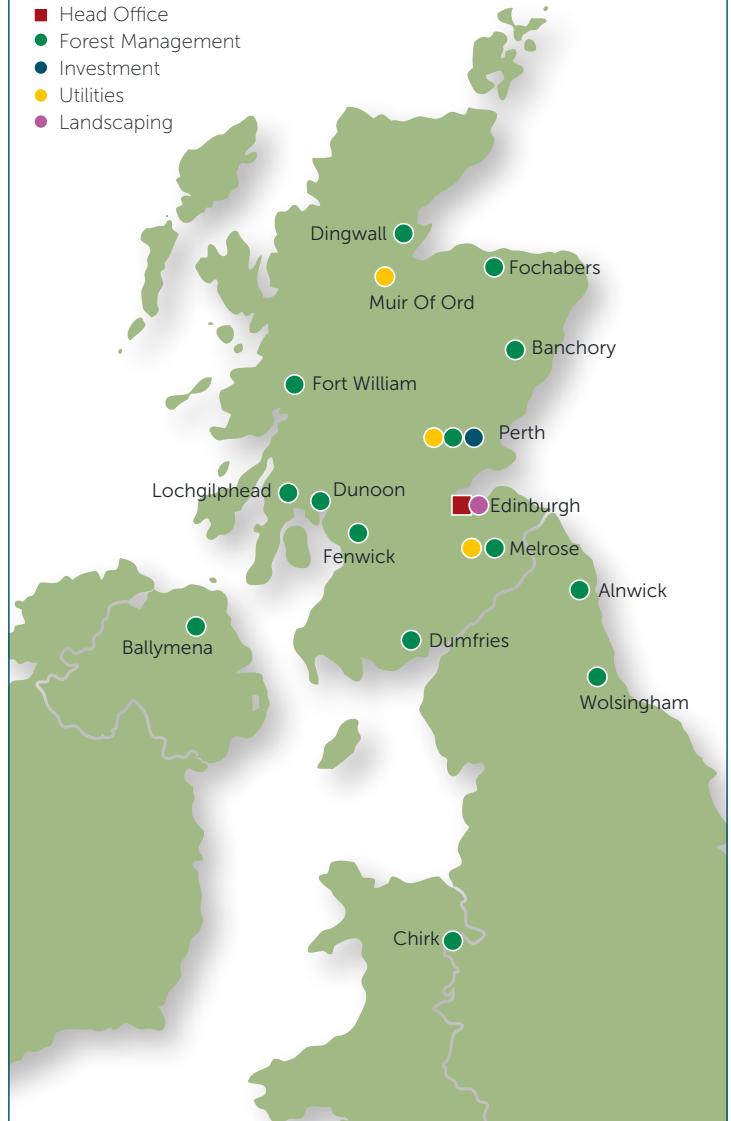 Head Office
Forest Management
Investment
Utilities
Landscaping
Dingwall
Fochabers
Muir Of Ord
Banchory
Fort William
Perth
Lochgilphead
Dunoon
Edinburgh
Fenwick
Melrose
Alnwick
Ballymena
Dumfries
Wolsingham
Chirk